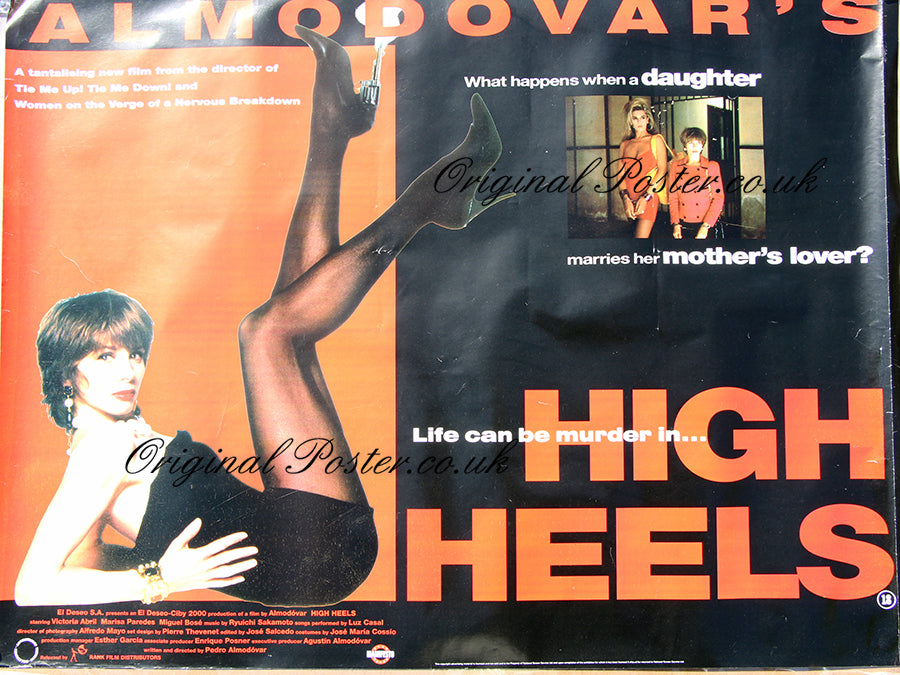 ALMODOVAR'S
A tantalising new film from the director of
Tie Me Up! Tie Me Down! and
Women on the Verge of a Nervous Breakdown
What happens when a daughter
Original Poster.co.uk
marries her mother's lover?
Life can be murder in...
HIGH
HEELS
Original Poster.co.uk
18
El Deseo S.A. presents an El Deseo-Ciby 2000 production of a film by Almodóvar HIGH HEELS
starring Victoria Abril Marisa Paredes Miguel Bosé music by Ryuichi Sakamoto songs performed by Luz Casal
director of photography Alfredo Mayo set design by Pierre Thevenet edited by José Salcedo costumes by José María Cossío
production manager Esther García associate producer Enrique Posner executive producer Agustín Almodóvar
written and directed by Pedro Almodóvar
Released by RANK FILM DISTRIBUTORS
MANIFESTO